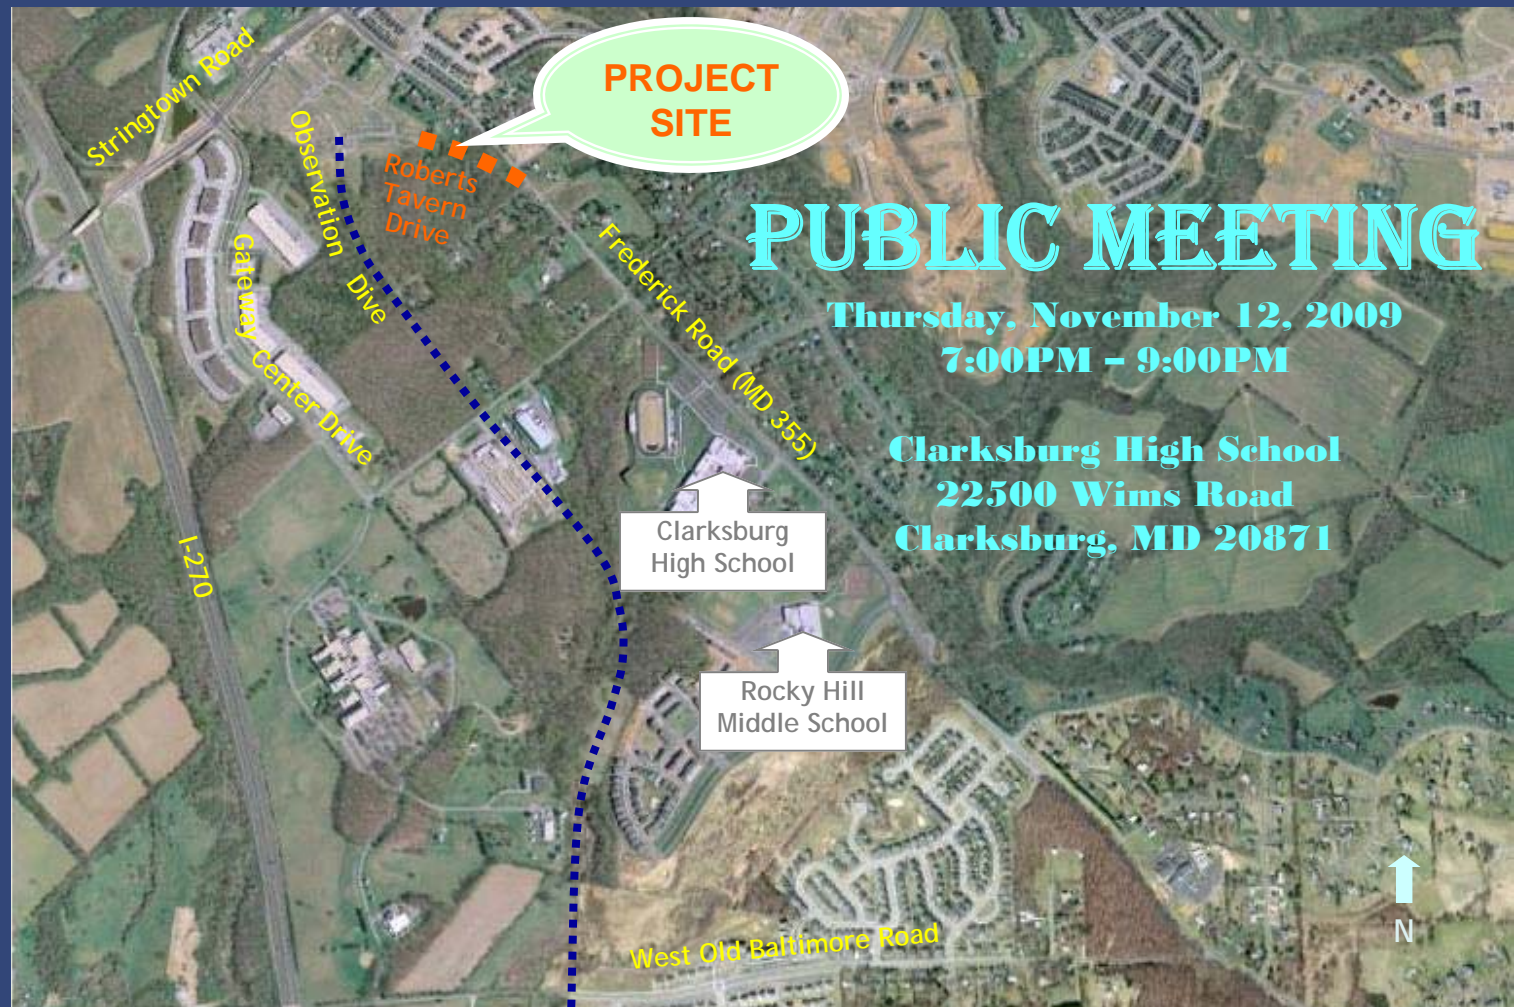 PROJECT
SITE
Stringtown Road
Observation Dive
Roberts
Tavern
Drive
PUBLIC MEETING
Gateway Center Drive
Frederick Road (MD 355)
Thursday, November 12, 2009
7:00PM – 9:00PM
Clarksburg High School
22500 Wims Road
Clarksburg, MD 20871
I-270
Clarksburg
High School
Rocky Hill
Middle School
West Old Baltimore Road
N